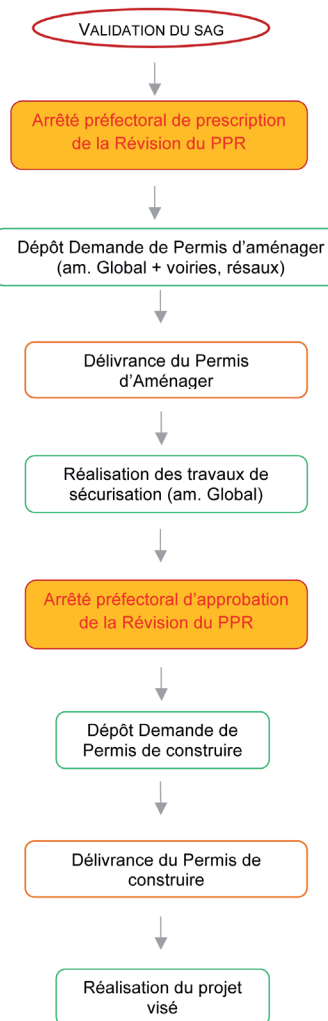 VALIDATION DU SAG
Arrêté préfectoral de prescription
de la Révision du PPR
Dépôt Demande de Permis d'aménager
(am. Global + voiries, résaux)
Délivrance du Permis
d'Aménager
Réalisation des travaux de
sécurisation (am. Global)
Arrêté préfectoral d'approbation
de la Révision du PPR
Dépôt Demande de
Permis de construire
Délivrance du Permis de
construire
Réalisation du projet
visé